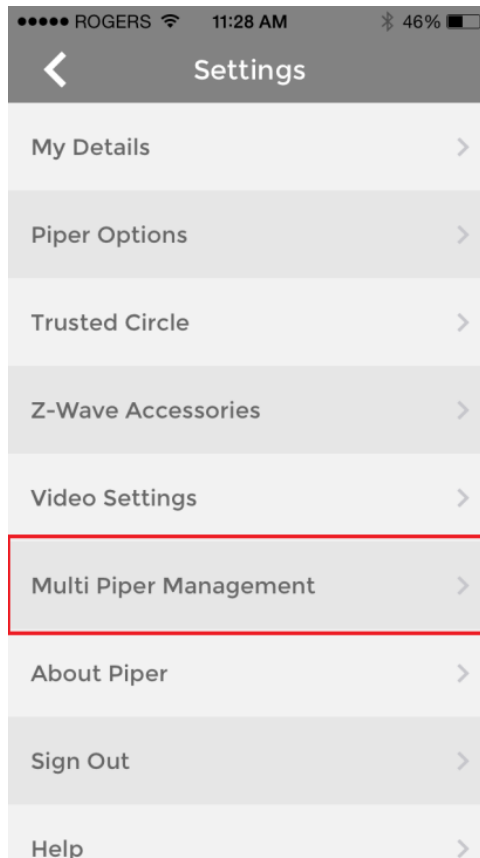 ROGERS 11:28 AM 46%
Settings
My Details
Piper Options
Trusted Circle
Z-Wave Accessories
Video Settings
Multi Piper Management
About Piper
Sign Out
Help